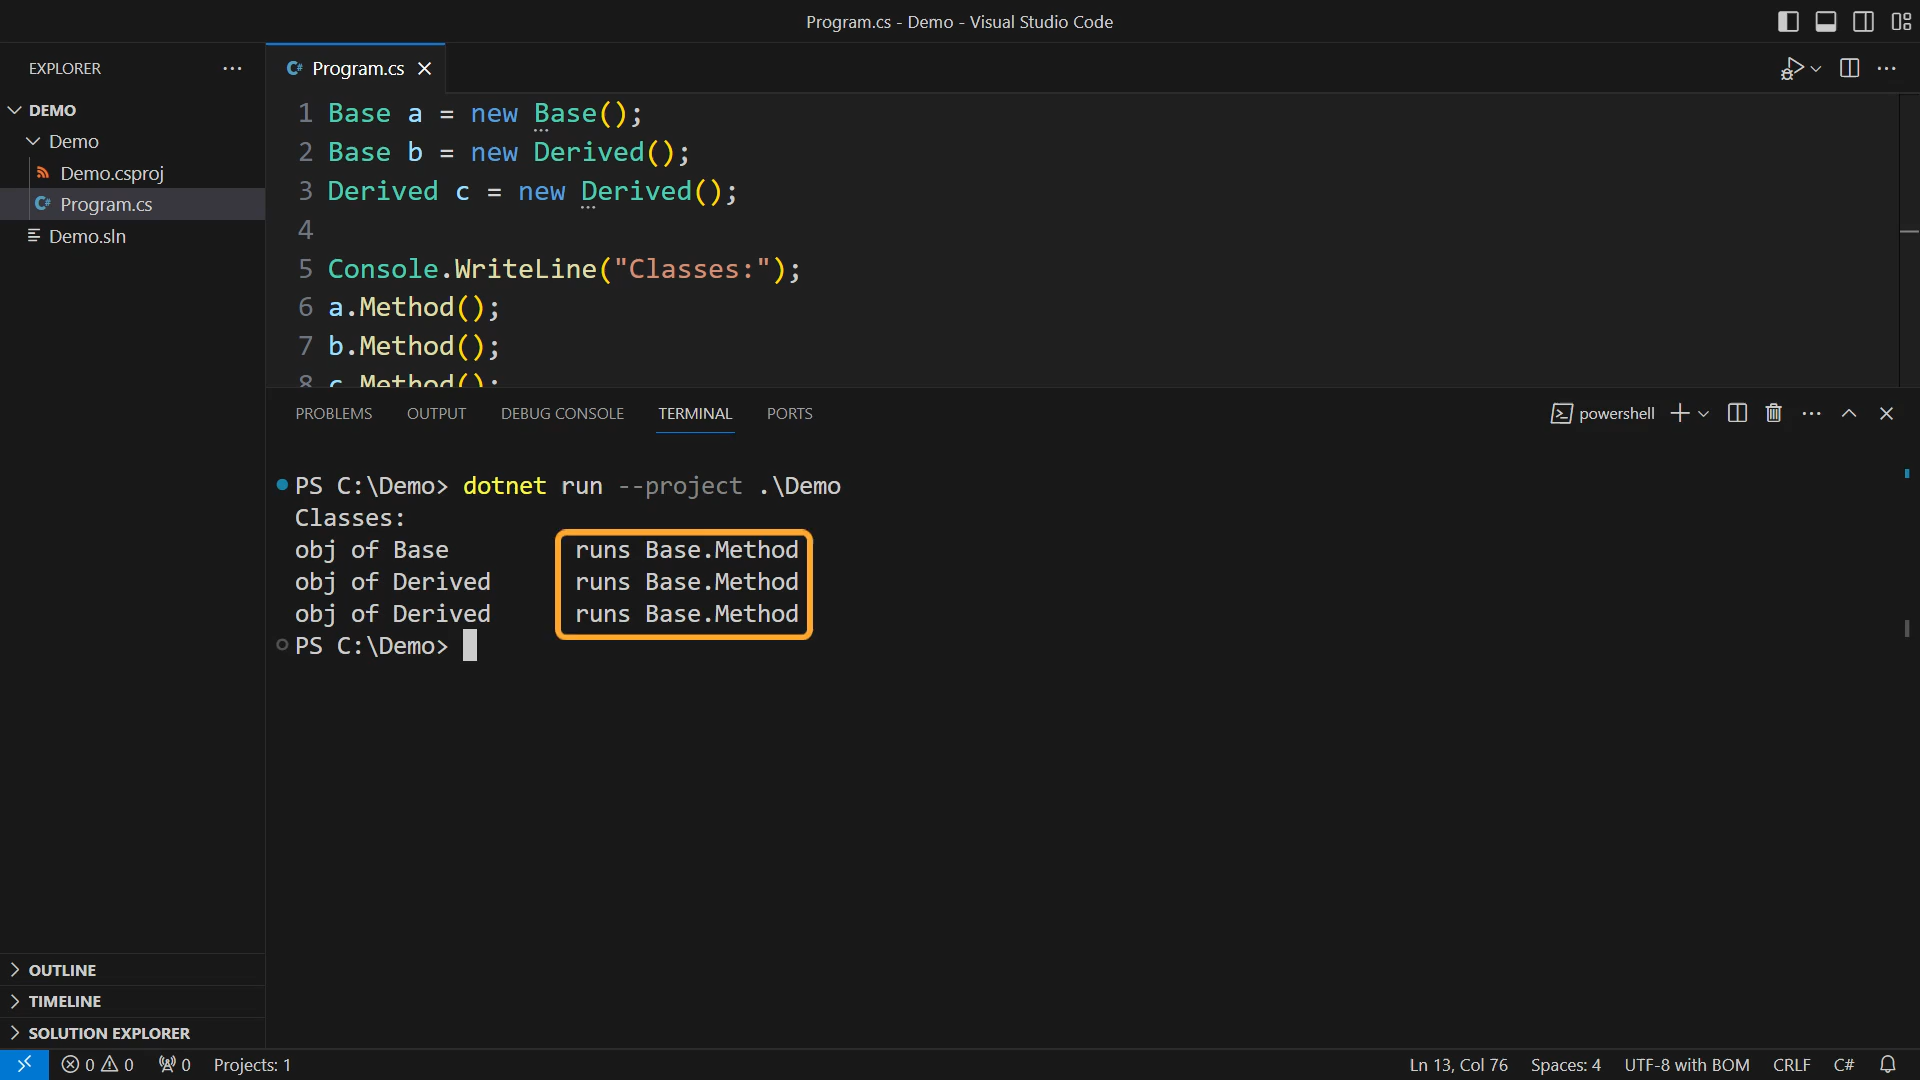 Program.cs - Demo - Visual Studio Code
EXPLORER
DEMO
Demo
Demo.csproj
C# Program.cs
Demo.sln
OUTLINE
TIMELINE
SOLUTION EXPLORER
C# Program.cs
1 Base a = new Base();
2 Base b = new Derived();
3 Derived c = new Derived();
4
5 Console.WriteLine("Classes:");
6 a.Method();
7 b.Method();
8 c.Method();
PROBLEMS OUTPUT DEBUG CONSOLE TERMINAL PORTS powershell
PS C:\Demo> dotnet run --project .\Demo
Classes:
obj of Base runs Base.Method
obj of Derived runs Base.Method
obj of Derived runs Base.Method
PS C:\Demo>
0 0 0 Projects: 1 Ln 13, Col 76 Spaces: 4 UTF-8 with BOM CRLF C#